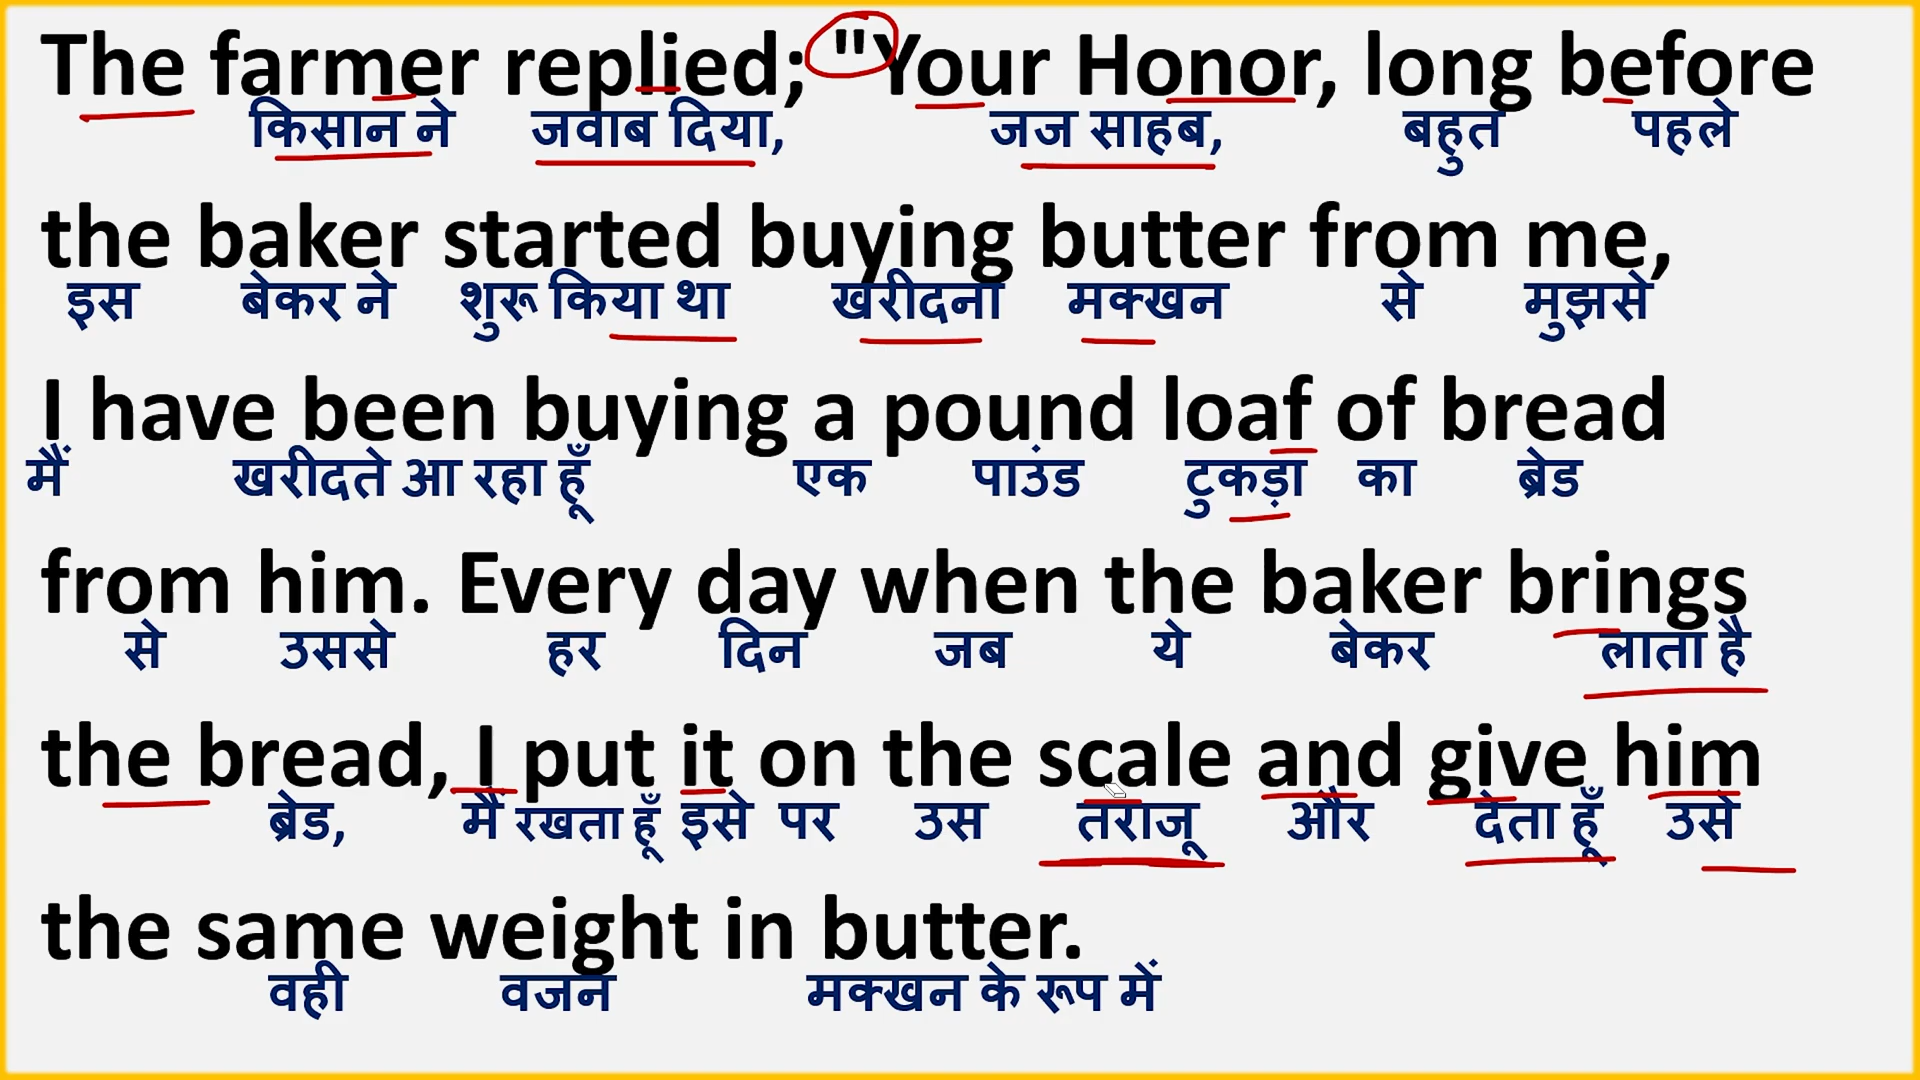 The farmer replied; "Your Honor, long before
किसान ने जवाब दिया, जज साहब, बहुत पहले
the baker started buying butter from me,
इस बेकर ने शुरू किया था खरीदना मक्खन से मुझसे
I have been buying a pound loaf of bread
मैं खरीदते आ रहा हूँ एक पाउंड टुकड़ा का ब्रेड
from him. Every day when the baker brings
से उससे हर दिन जब ये बेकर लाता है
the bread, I put it on the scale and give him
ब्रेड, मैं रखता हूँ इसे पर उस तराजू और देता हूँ उसे
the same weight in butter.
वही वजन मक्खन के रूप में